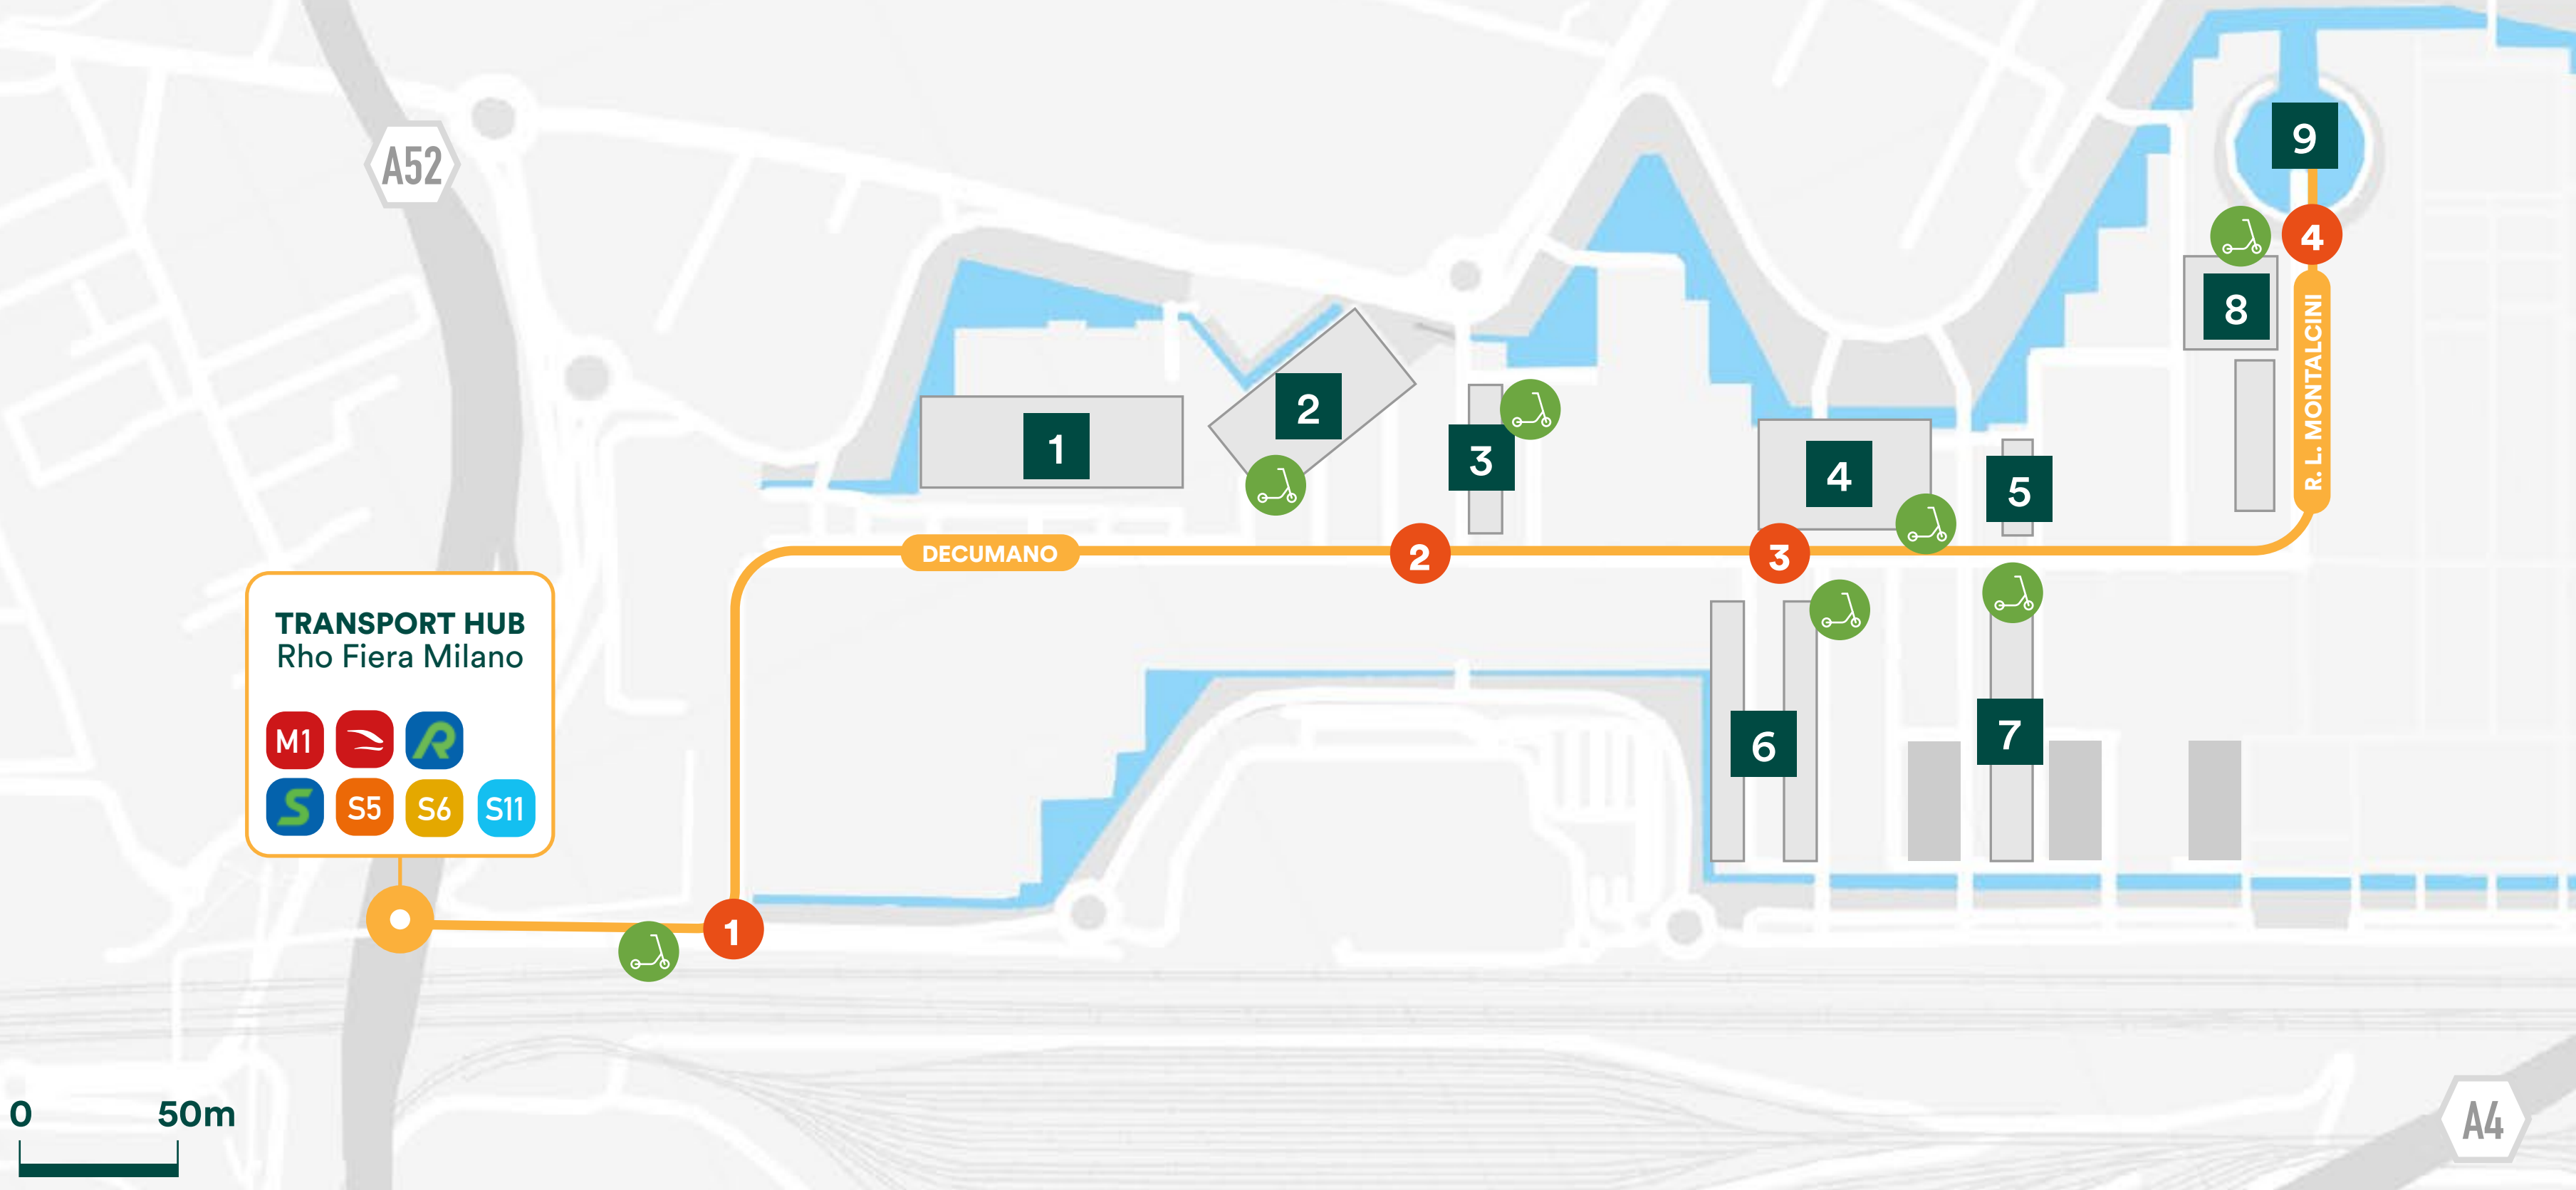 A52
9
4
8
R. L. MONTALCINI
1
2
3
4
5
DECUMANO
2
3
TRANSPORT HUB
Rho Fiera Milano
M1
R
S
S5
S6
S11
6
7
1
0
50m
A4